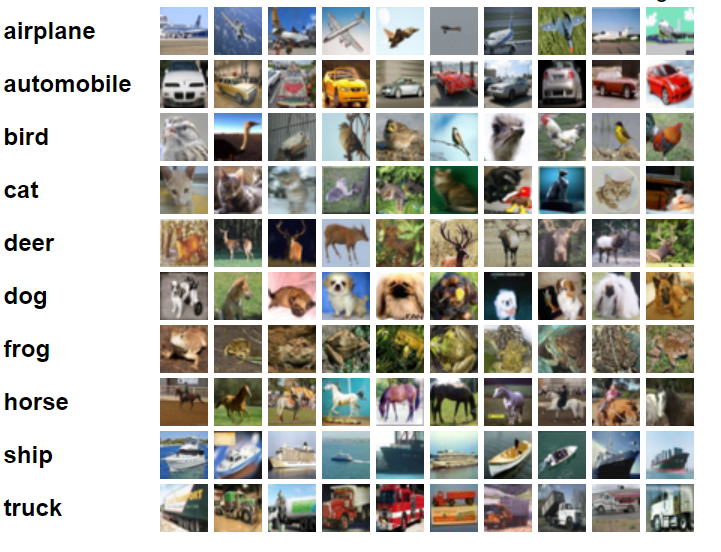 airplane
automobile
bird
cat
deer
dog
frog
horse
ship
truck